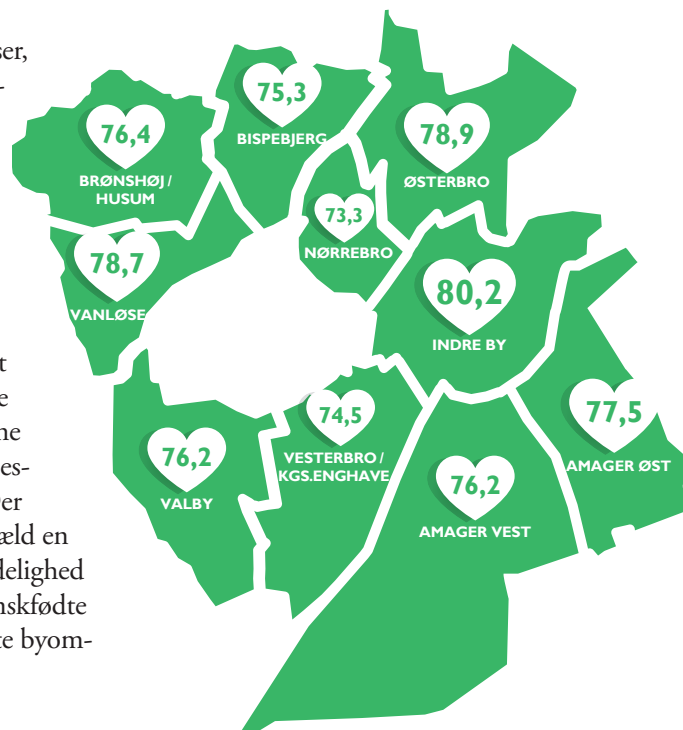 ser,
-
t
e
ne
es-
er
æld en
delighed
nskfødte
te byom-
75,3
BISPEBJERG
76,4
BRØNSHØJ /
HUSUM
78,9
ØSTERBRO
73,3
NØRREBRO
78,7
VANLØSE
80,2
INDRE BY
74,5
VESTERBRO /
KGS.ENGHAVE
77,5
AMAGER ØST
76,2
VALBY
76,2
AMAGER VEST